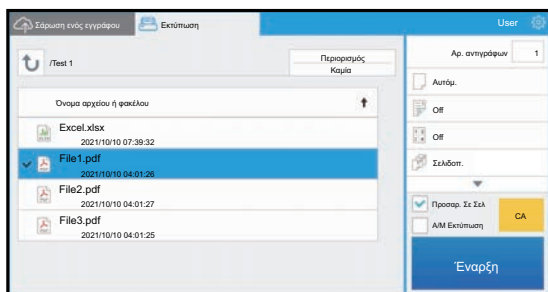 Σάρωση ενός εγγράφου
Εκτύπωση
User
/Test 1
Περιορισμός
Καμία
Αρ. αντιγράφων 1
Αυτόμ.
Όνομα αρχείου ή φακέλου
Off
Excel.xlsx
2021/10/10 07:39:32
Off
File1.pdf
2021/10/10 04:01:26
Σελιδοπ.
File2.pdf
2021/10/10 04:01:27
Προσαρ. Σε Σελ
CA
File3.pdf
2021/10/10 04:01:25
Α/Μ Εκτύπωση
Έναρξη